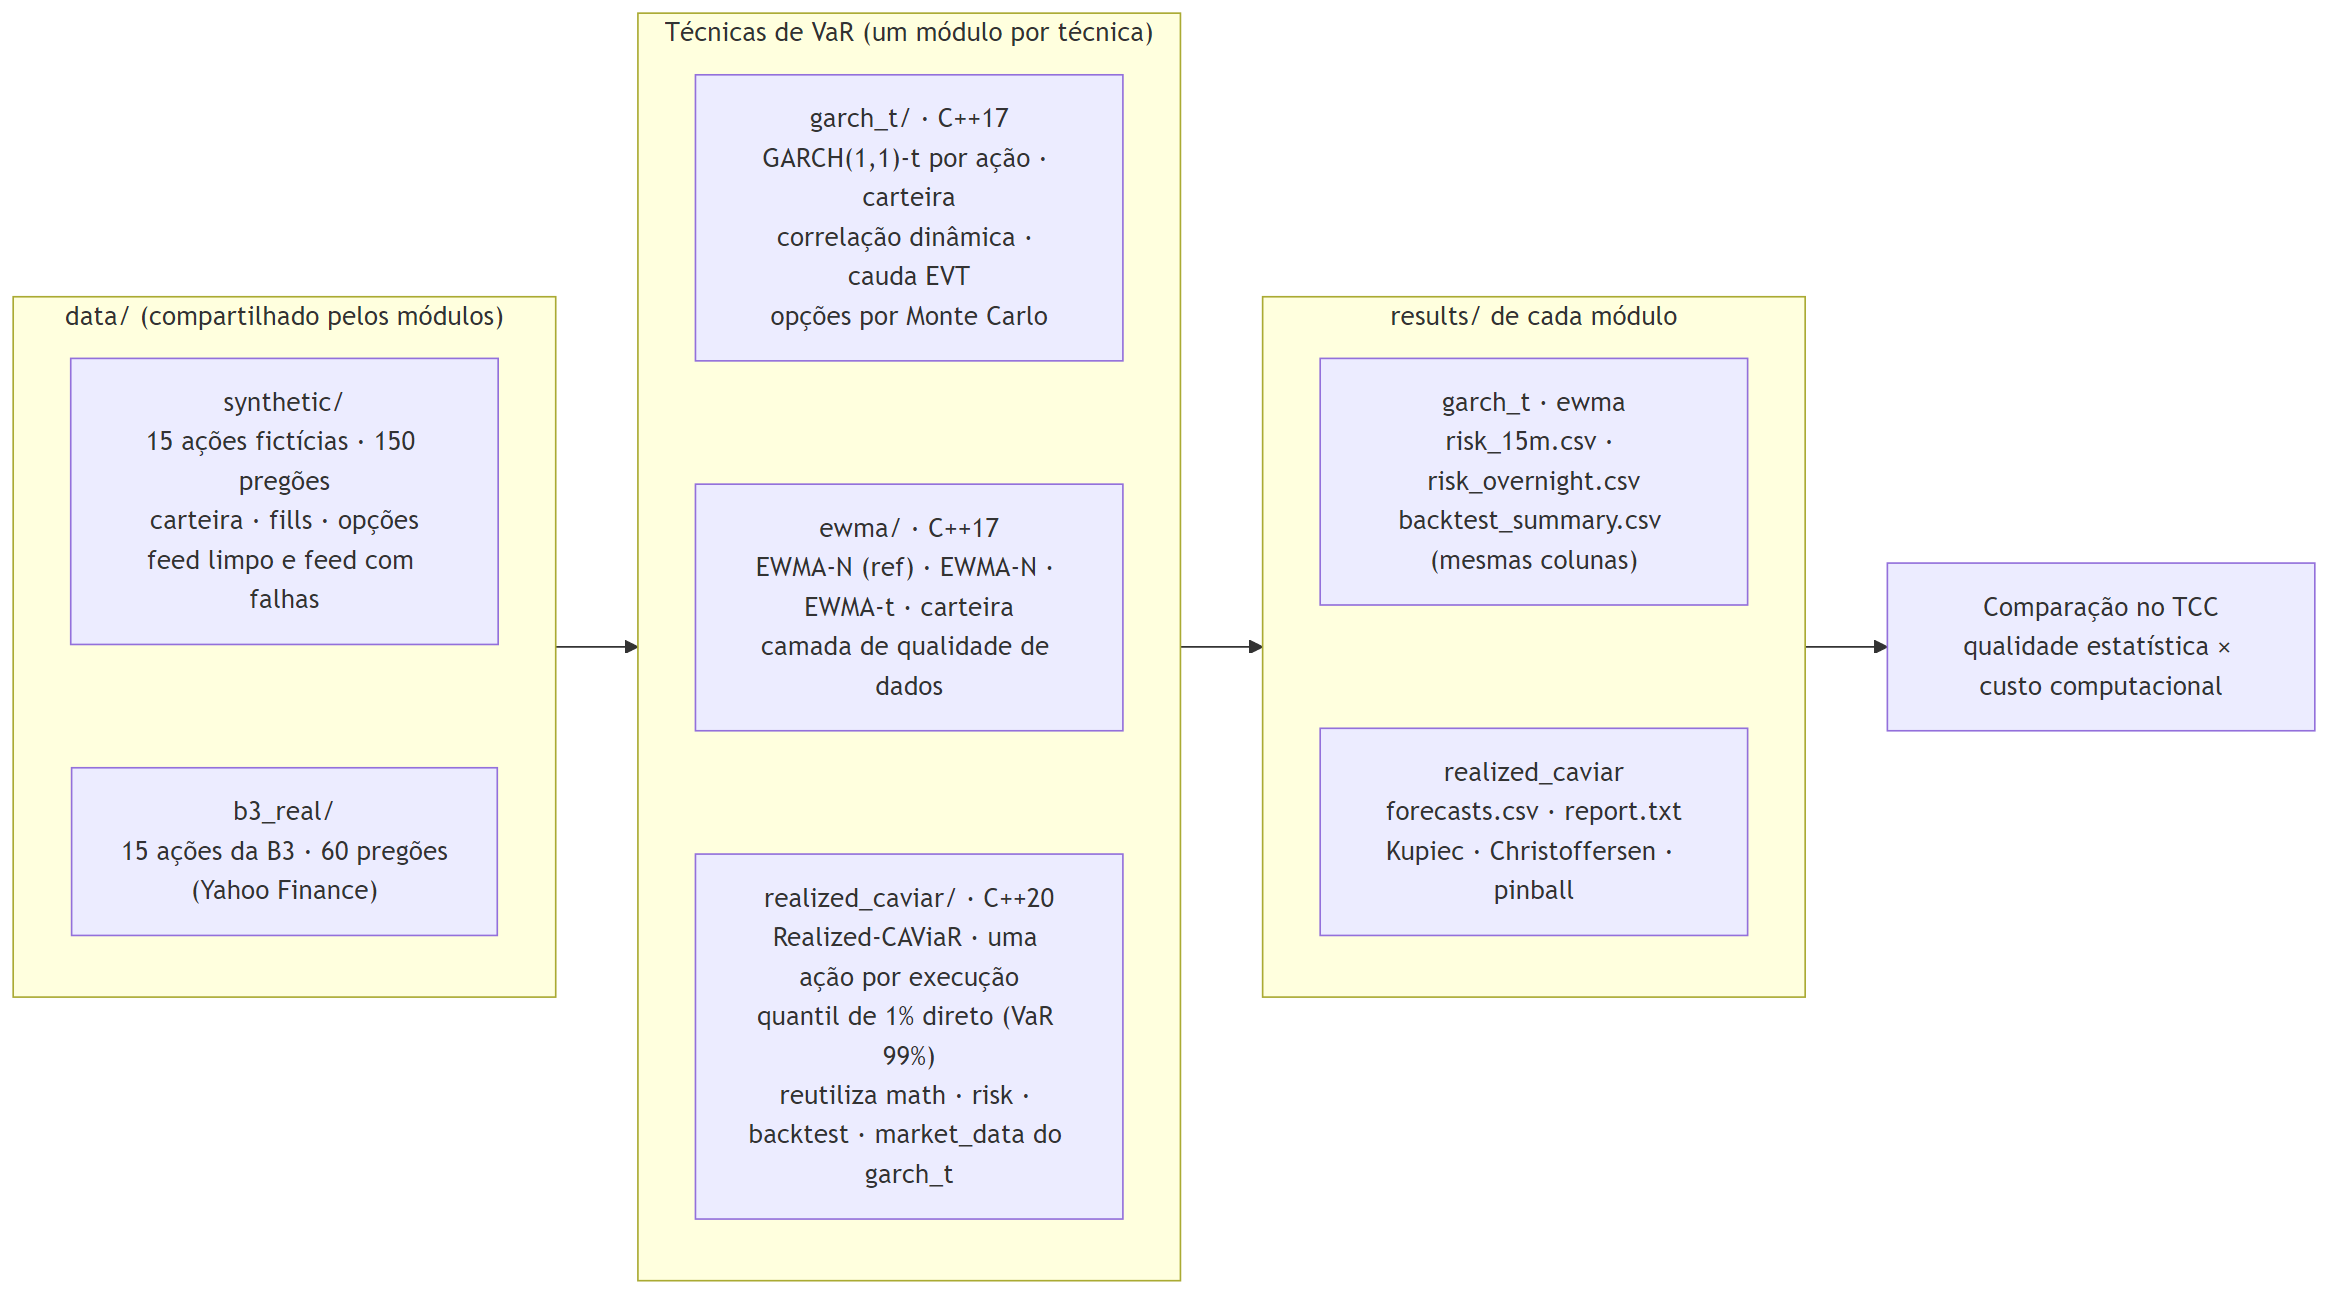 data/ (compartilhado pelos módulos)
synthetic/
15 ações fictícias · 150
pregões
carteira · fills · opções
feed limpo e feed com
falhas
b3_real/
15 ações da B3 · 60 pregões
(Yahoo Finance)
Técnicas de VaR (um módulo por técnica)
garch_t/ · C++17
GARCH(1,1)-t por ação ·
carteira
correlação dinâmica ·
cauda EVT
opções por Monte Carlo
ewma/ · C++17
EWMA-N (ref) · EWMA-N ·
EWMA-t · carteira
camada de qualidade de
dados
realized_caviar/ · C++20
Realized-CAViaR · uma
ação por execução
quantil de 1% direto (VaR
99%)
reutiliza math · risk ·
backtest · market_data do
garch_t
results/ de cada módulo
garch_t · ewma
risk_15m.csv ·
risk_overnight.csv
backtest_summary.csv
(mesmas colunas)
realized_caviar
forecasts.csv · report.txt
Kupiec · Christoffersen ·
pinball
Comparação no TCC
qualidade estatística ×
custo computacional